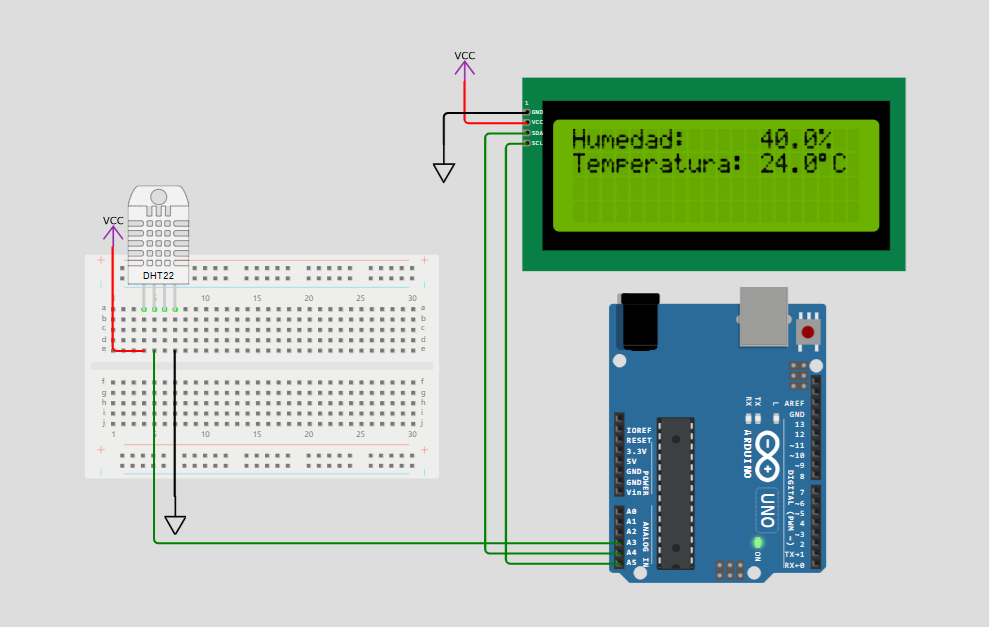 VCC
1
GND
VCC
SDA
SCL
Humedad: 40.0%
Temperatura: 24.0°C
VCC
DHT22
+ +
10 15 20 25 30
a a
b b
c c
d d
e e
f f
g g
h h
i i
j j
1 5 10 15 20 25 30
+ +
RX TX L
AREF
GND
13
12
~11
~10
~9
8
7
~6
~5
4
~3
2
TX→1
RX←0
DIGITAL (PWM ~)
ARDUINO
UNO
ON
IOREF
RESET
3.3V
5V
GND
GND
Vin
POWER
A0
A1
A2
A3
A4
A5
ANALOG IN